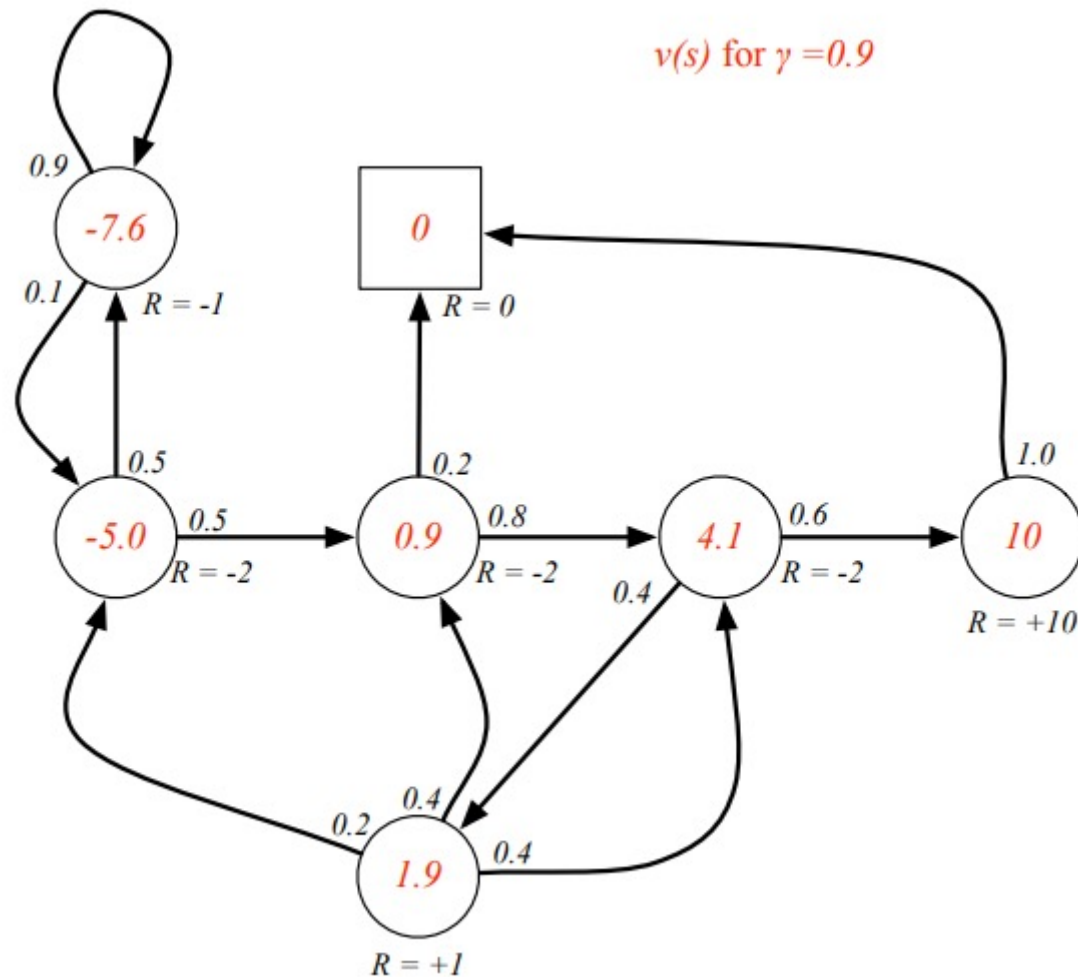 v(s) for γ =0.9
0.9
-7.6
0
0.1
R = -1
R = 0
0.5
0.2
1.0
-5.0
0.5
0.9
0.8
4.1
0.6
10
R = -2
R = -2
0.4
R = -2
R = +10
0.4
0.2
0.4
1.9
R = +1